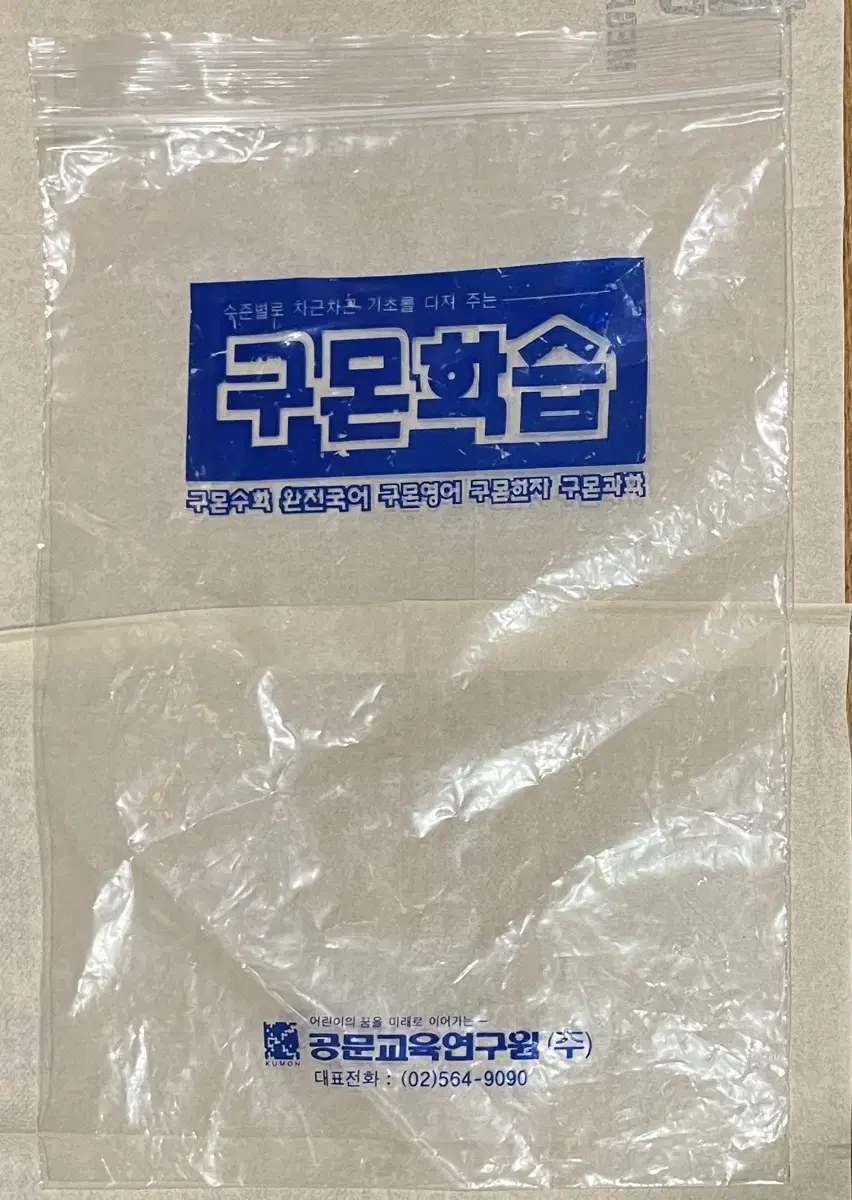 수준별로 차근차근 기초를 다져 주는
구몬학습
구몬수학 완전국어 구몬영어 구몬한자 구몬과학
어린이의 꿈을 미래로 이어가는
KUMON 공문교육연구원 (주)
대표전화 : (02)564-9090